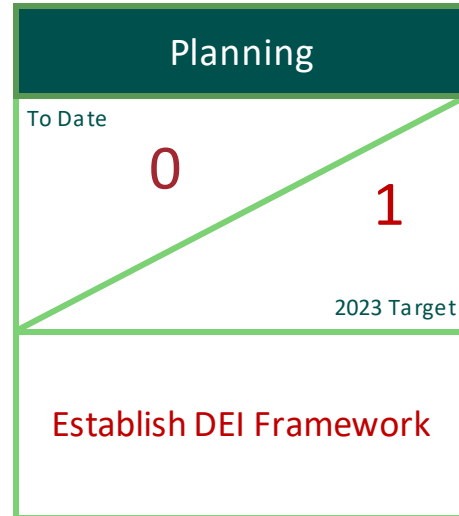 Planning
To Date
0
1
2023 Target
Establish DEI Framework